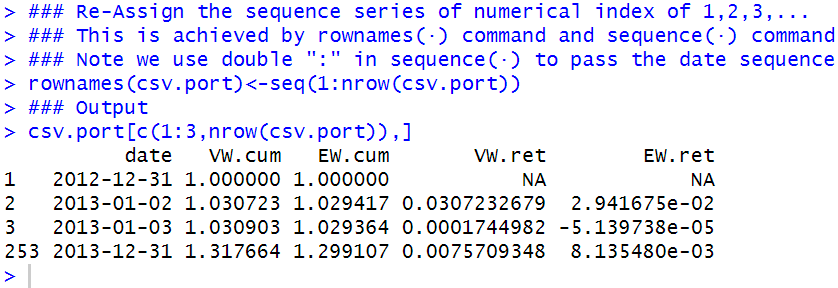 > ### Re-Assign the sequence series of numerical index of 1,2,3,...
> ### This is achieved by rownames(·) command and sequence(·) command
> ### Note we use double ":" in sequence(·) to pass the date sequence
> rownames(csv.port)<-seq(1:nrow(csv.port))
> ### Output
> csv.port[c(1:3,nrow(csv.port)),]
          date   VW.cum   EW.cum       VW.ret        EW.ret
1   2012-12-31 1.000000 1.000000           NA            NA
2   2013-01-02 1.030723 1.029417 0.0307232679  2.941675e-02
3   2013-01-03 1.030903 1.029364 0.0001744982 -5.139738e-05
253 2013-12-31 1.317664 1.299107 0.0075709348  8.135480e-03
>